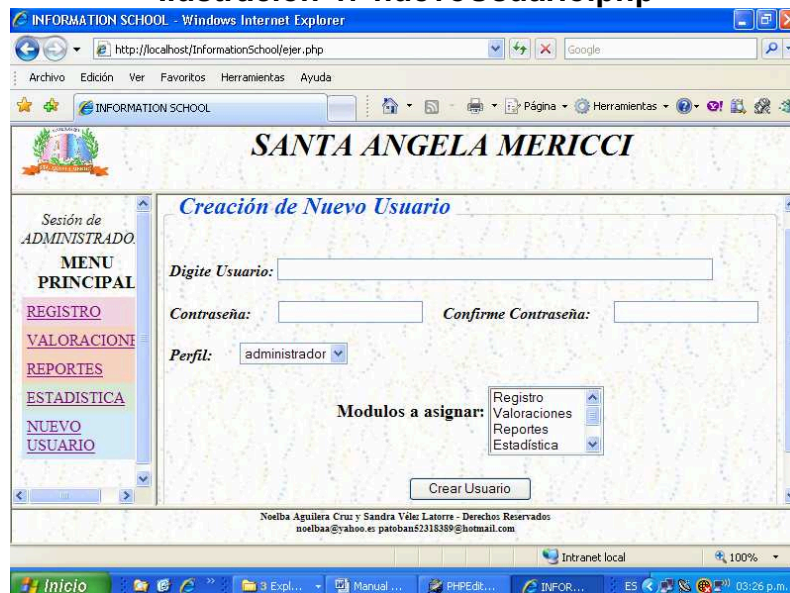 INFORMATION SCHOOL - Windows Internet Explorer
http://localhost/InformationSchool/ejer.php
Google
Archivo Edición Ver Favoritos Herramientas Ayuda
INFORMATION SCHOOL
Página Herramientas
SANTA ANGELA MERICCI
Sesión de
ADMINISTRADO
MENU
PRINCIPAL
REGISTRO
VALORACIONE
REPORTES
ESTADISTICA
NUEVO
USUARIO
Creación de Nuevo Usuario
Digite Usuario:
Contraseña: Confirme Contraseña:
Perfil: administrador
Modulos a asignar:
Registro
Valoraciones
Reportes
Estadística
Crear Usuario
Noelba Aguilera Cruz y Sandra Vélez Latorre - Derechos Reservados
noelbaa@yahoo.es patoban52318389@hotmail.com
Intranet local 100%
Inicio 3 Expl... Manual ... PHPEdit... INFOR... ES 03:26 p.m.